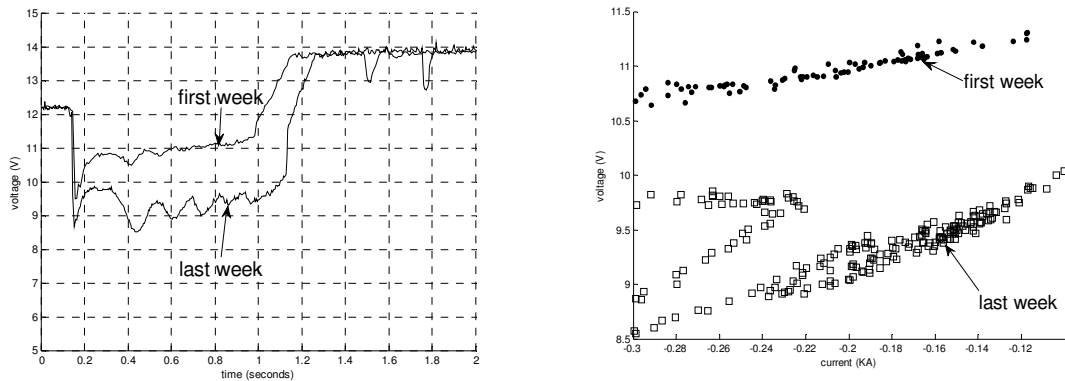 15
14
13
12
11
10
9
8
7
6
5
voltage (V)
0 0.2 0.4 0.6 0.8 1 1.2 1.4 1.6 1.8 2
time (seconds)
first week
last week
11.5
11
10.5
10
9.5
9
8.5
voltage (V)
-0.3 -0.28 -0.26 -0.24 -0.22 -0.2 -0.18 -0.16 -0.14 -0.12
current (KA)
first week
last week